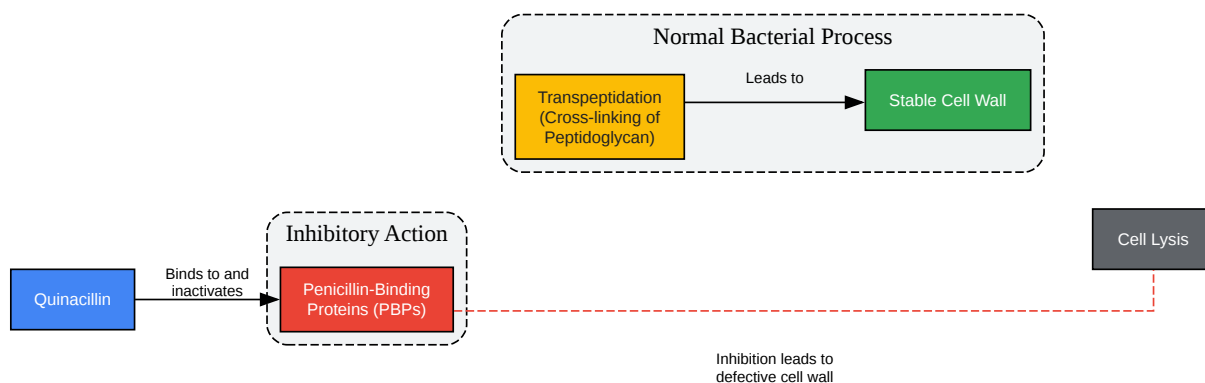 Normal Bacterial Process
Transpeptidation
(Cross-linking of
Peptidoglycan)
Leads to
Stable Cell Wall
Inhibitory Action
Quinacillin
Binds to and
inactivates
Penicillin-Binding
Proteins (PBPs)
Cell Lysis
Inhibition leads to
defective cell wall